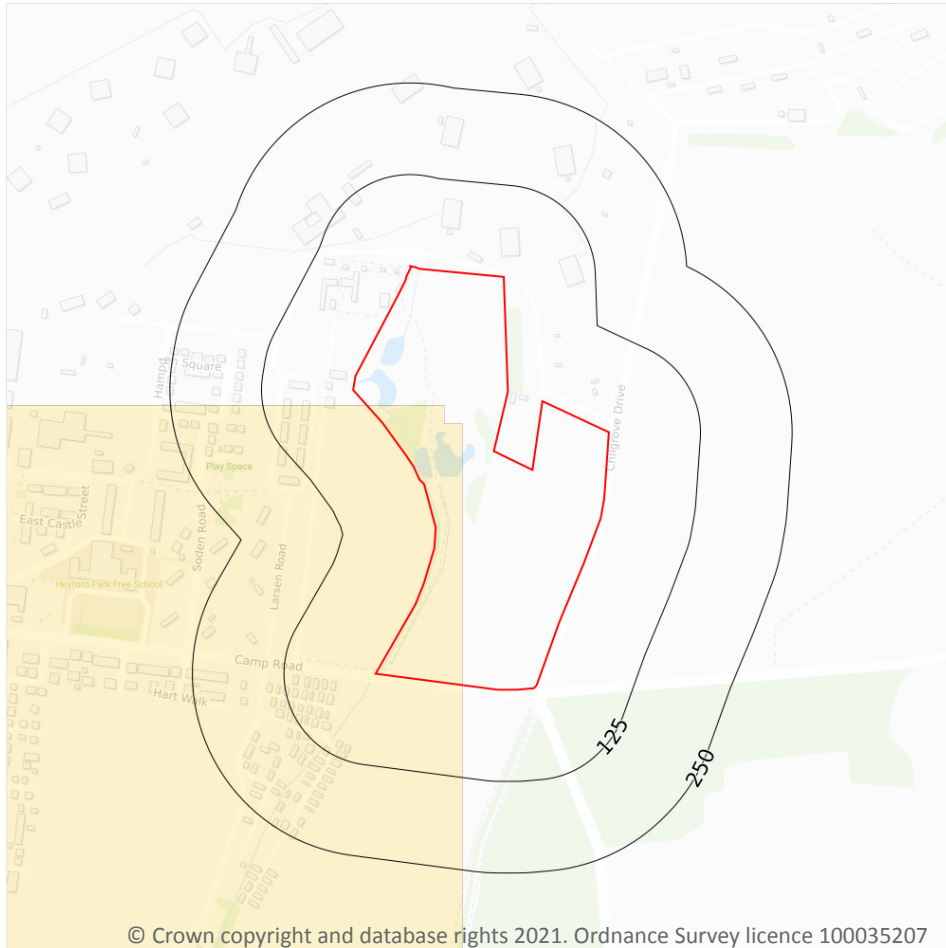 Hampd
Square
Chilgrove Drive
Play Space
East Castle
Street
Soden Road
Larsen Road
Heyford Park Free School
Camp Road
Hart Walk
125
250
© Crown copyright and database rights 2021. Ordnance Survey licence 100035207